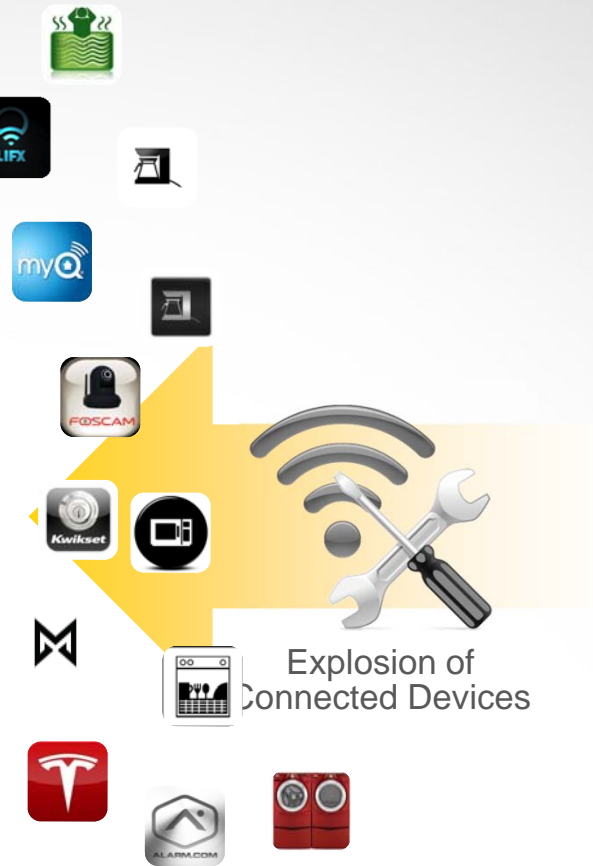 LIFX
myQ
FOSCAM
Kwikset
Explosion of
Connected Devices
ALARM.COM